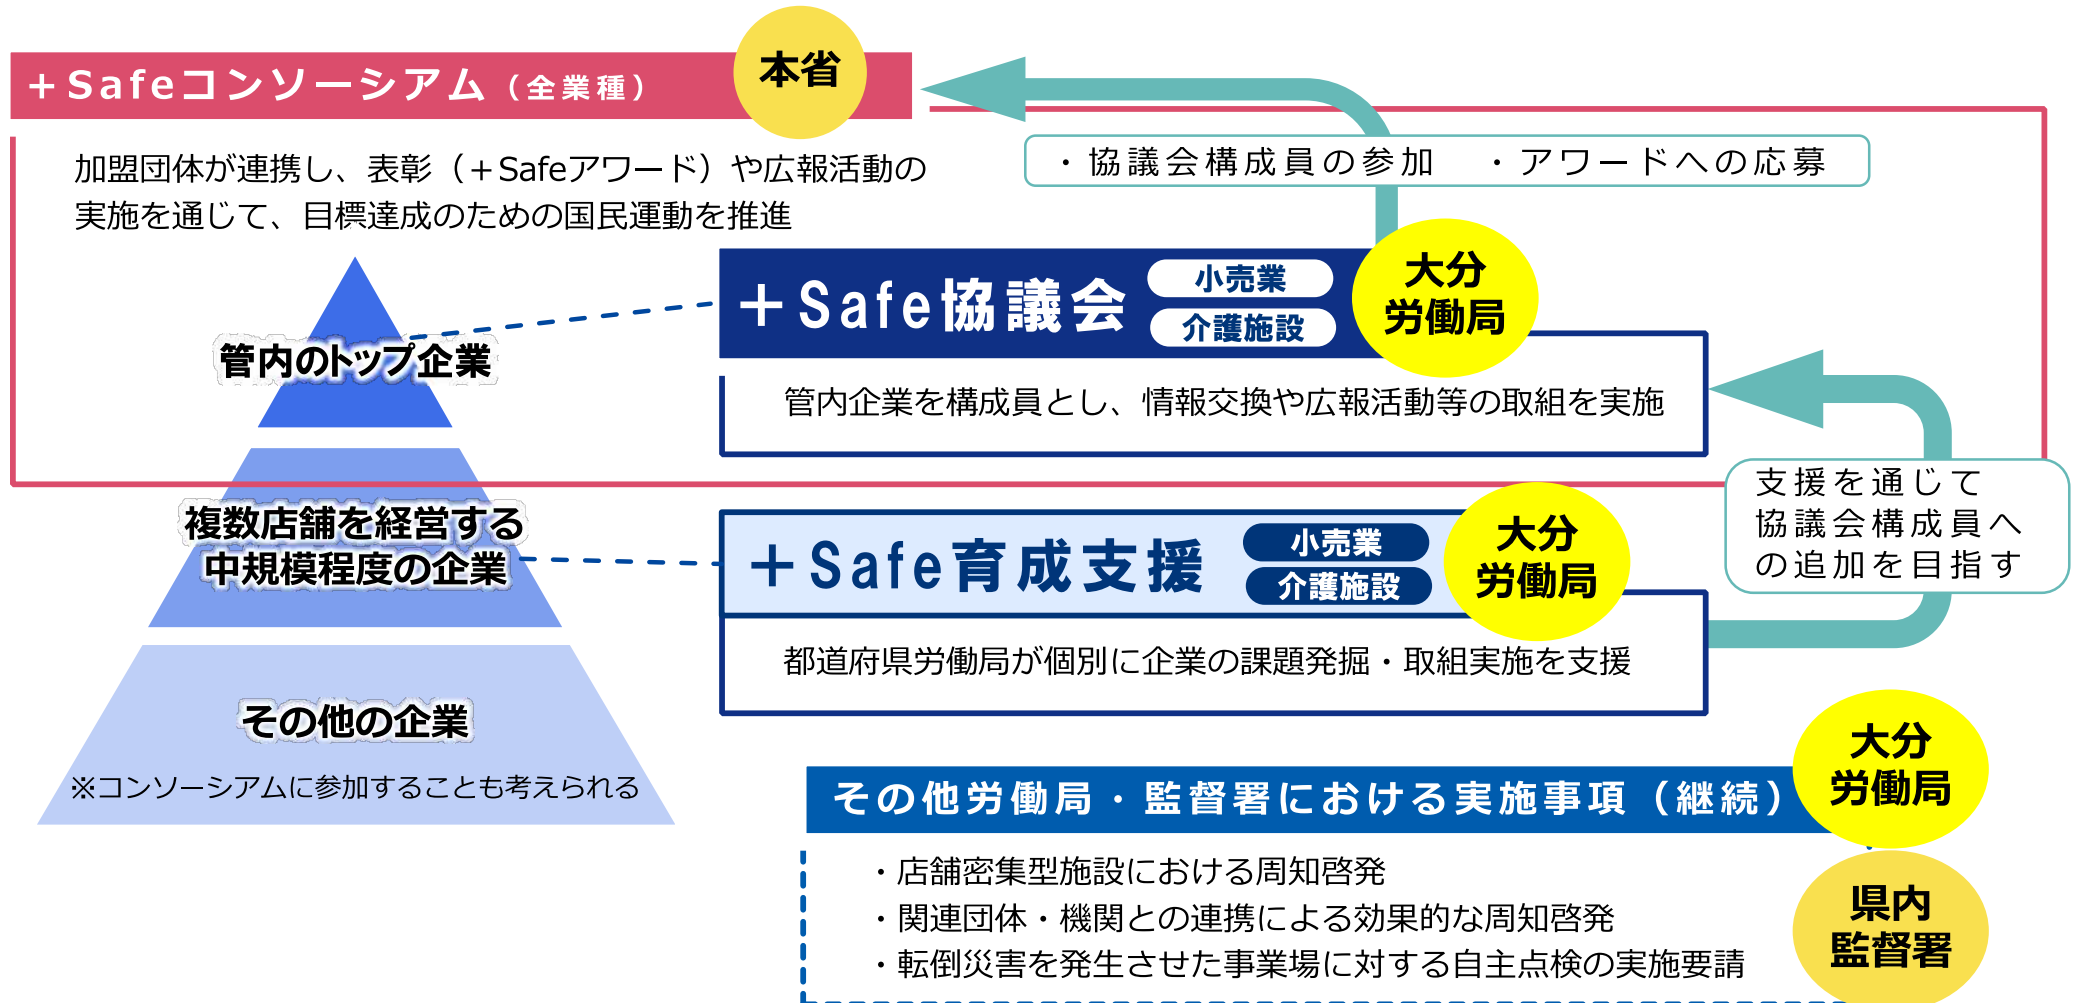 ＋Safeコンソーシアム（全業種）
本省
加盟団体が連携し、表彰（＋Safeアワード）や広報活動の
実施を通じて、目標達成のための国民運動を推進
・協議会構成員の参加　・アワードへの応募
＋Safe協議会
小売業
介護施設
大分
労働局
管内企業を構成員とし、情報交換や広報活動等の取組を実施
管内のトップ企業
複数店舗を経営する
中規模程度の企業
その他の企業
※コンソーシアムに参加することも考えられる
＋Safe育成支援
小売業
介護施設
大分
労働局
都道府県労働局が個別に企業の課題発掘・取組実施を支援
支援を通じて
協議会構成員へ
の追加を目指す
その他労働局・監督署における実施事項（継続）
大分
労働局
県内
監督署
・店舗密集型施設における周知啓発
・関連団体・機関との連携による効果的な周知啓発
・転倒災害を発生させた事業場に対する自主点検の実施要請